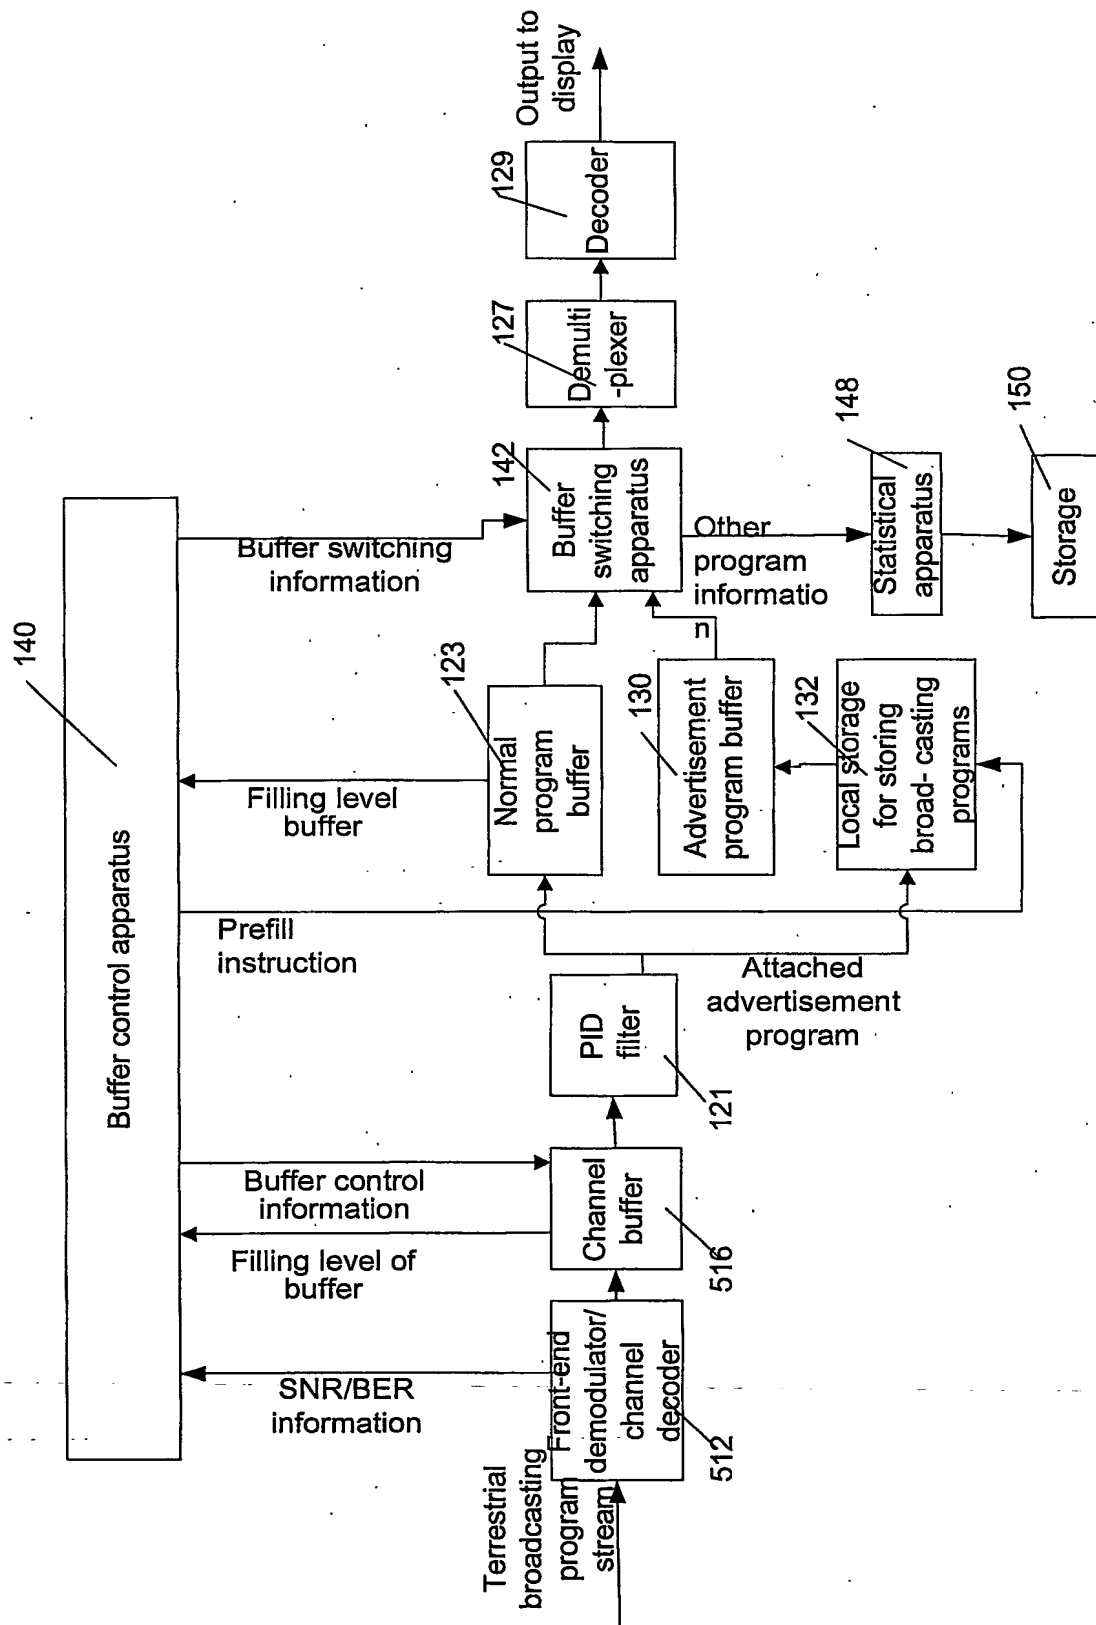 140
Buffer control apparatus
SNR/BER
information
Filling level of
buffer
Buffer control
information
Prefill
instruction
Filling level
buffer
Buffer switching
information
Terrestrial
broadcasting
program
stream
Front-end
demodulator/
channel
decoder
512
Channel
buffer
516
PID
filter
121
Attached
advertisement
program
Normal
program
buffer
123
Advertisement
program buffer
130
Local storage
for storing
broad- casting
programs
132
Buffer
switching
apparatus
142
Other
program
informatio
n
Demulti
-plexer
127
Decoder
129
Output to
display
Statistical
apparatus
148
Storage
150